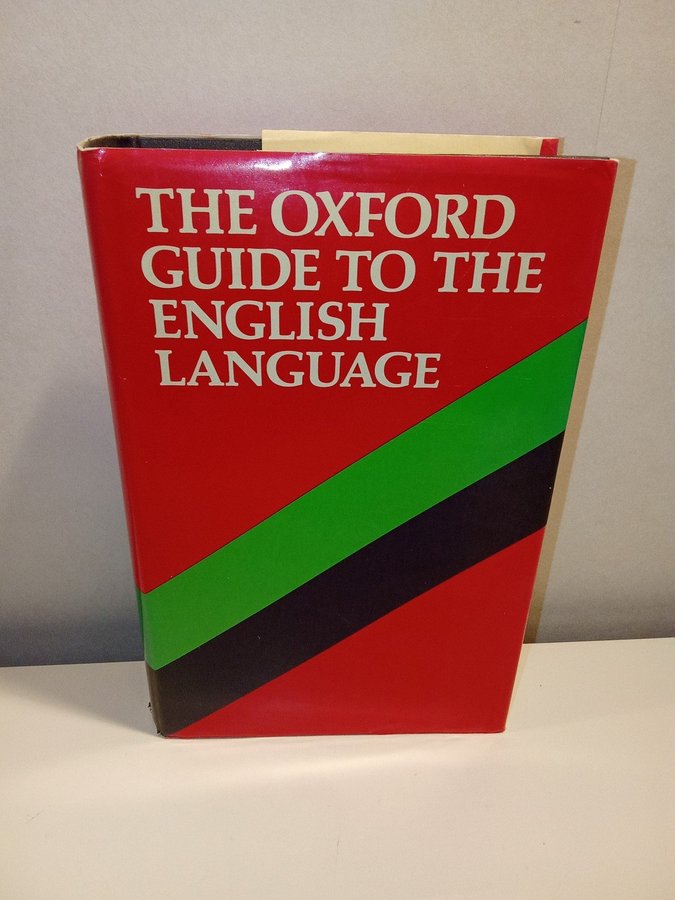 THE OXFORD
GUIDE TO THE
ENGLISH
LANGUAGE